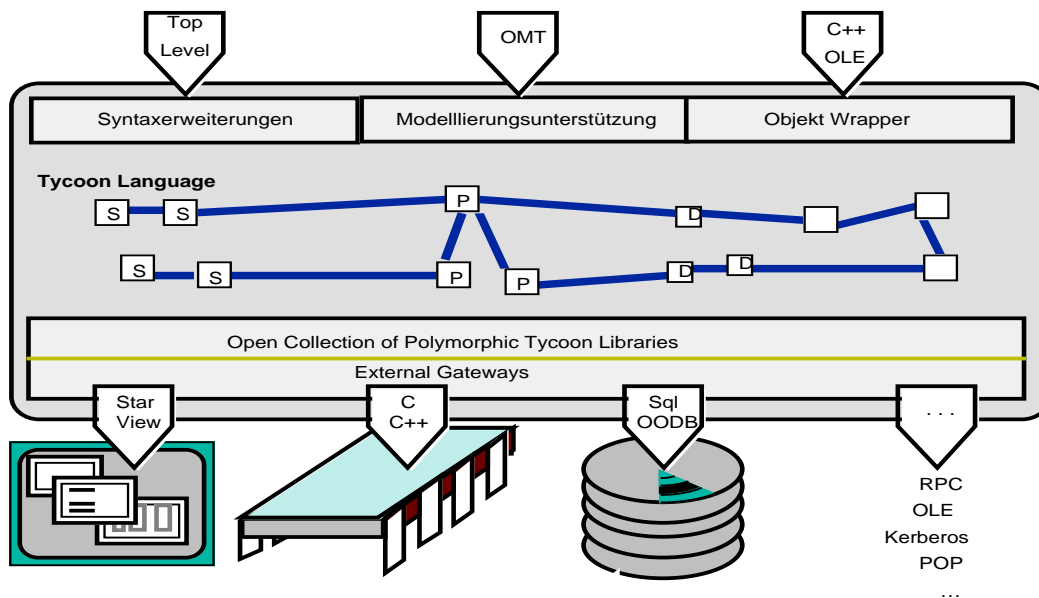 Top
Level
OMT
C++
OLE
Syntaxerweiterungen
Modelllierungsunterstützung
Objekt Wrapper
Tycoon Language
S
S
P
D
S
S
P
P
D
D
Open Collection of Polymorphic Tycoon Libraries
External Gateways
Star
View
C
C++
Sql
OODB
. . .
RPC
OLE
Kerberos
POP
...